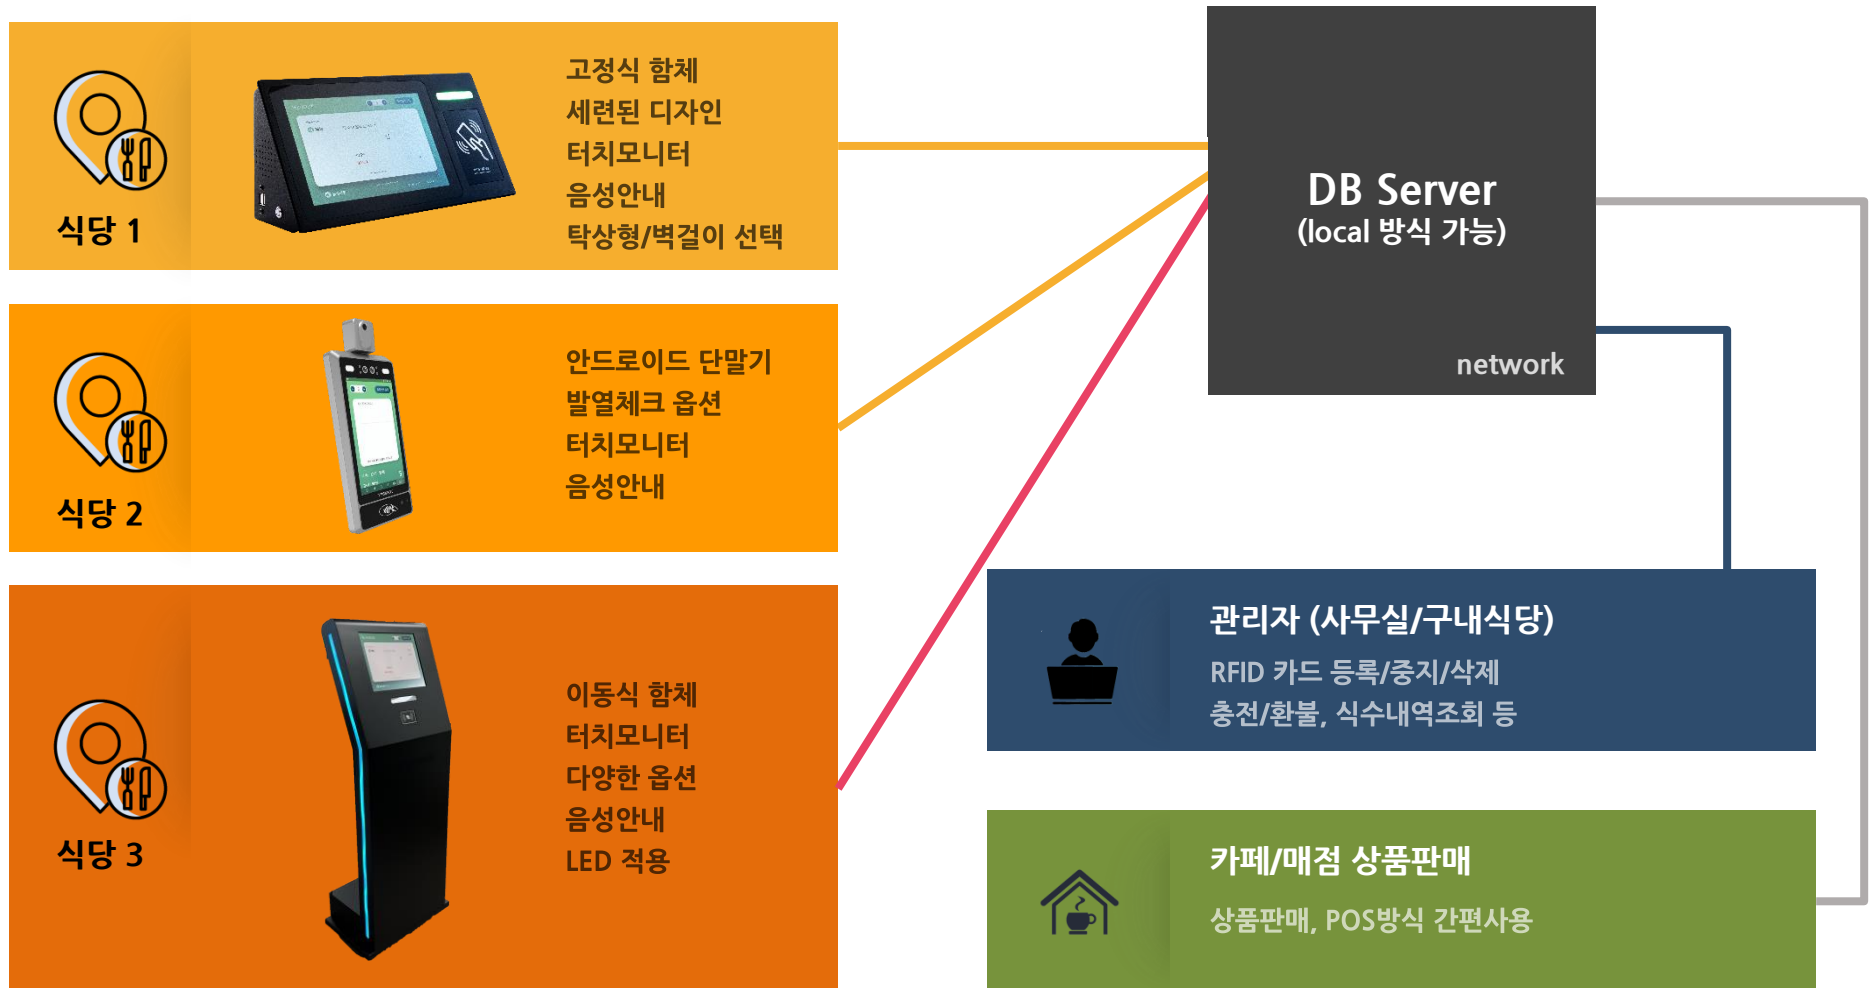 식당 1
고정식 함체
세련된 디자인
터치모니터
음성안내
탁상형/벽걸이 선택
식당 2
안드로이드 단말기
발열체크 옵션
터치모니터
음성안내
식당 3
이동식 함체
터치모니터
다양한 옵션
음성안내
LED 적용
DB Server
(local 방식 가능)
network
관리자 (사무실/구내식당)
RFID 카드 등록/중지/삭제
충전/환불, 식수내역조회 등
카페/매점 상품판매
상품판매, POS방식 간편사용